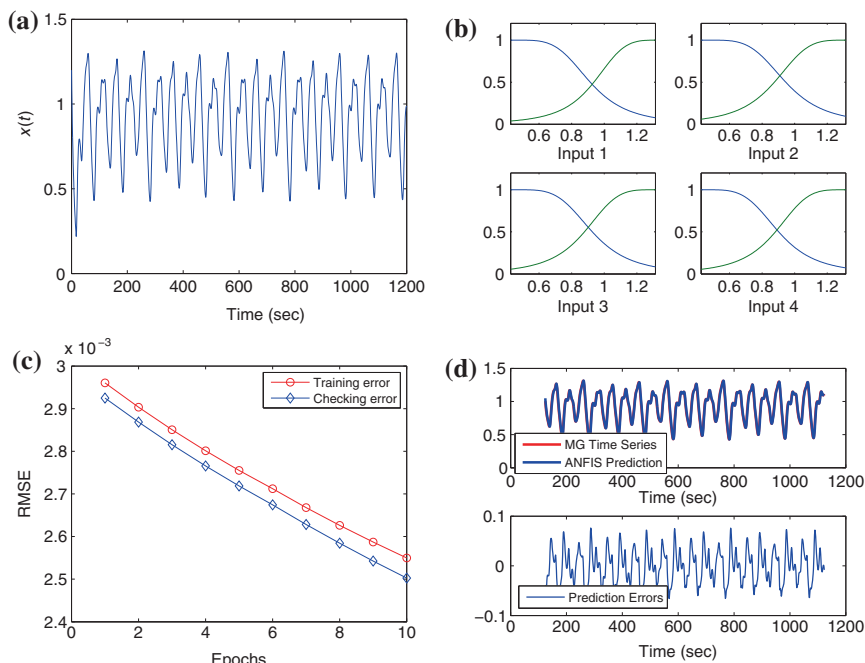 (a)
1.5
1
0.5
0
x(t)
0 200 400 600 800 1000 1200
Time (sec)
(b)
1
0.5
0
0.6 0.8 1 1.2
Input 1
1
0.5
0
0.6 0.8 1 1.2
Input 2
1
0.5
0
0.6 0.8 1 1.2
Input 3
1
0.5
0
0.6 0.8 1 1.2
Input 4
(c)
x 10⁻³
3
2.9
2.8
2.7
2.6
2.5
2.4
RMSE
Training error
Checking error
0 2 4 6 8 10
Epochs
(d)
1.5
1
0.5
0
MG Time Series
ANFIS Prediction
0 200 400 600 800 1000 1200
Time (sec)
0.1
0
−0.1
Prediction Errors
0 200 400 600 800 1000 1200
Time (sec)